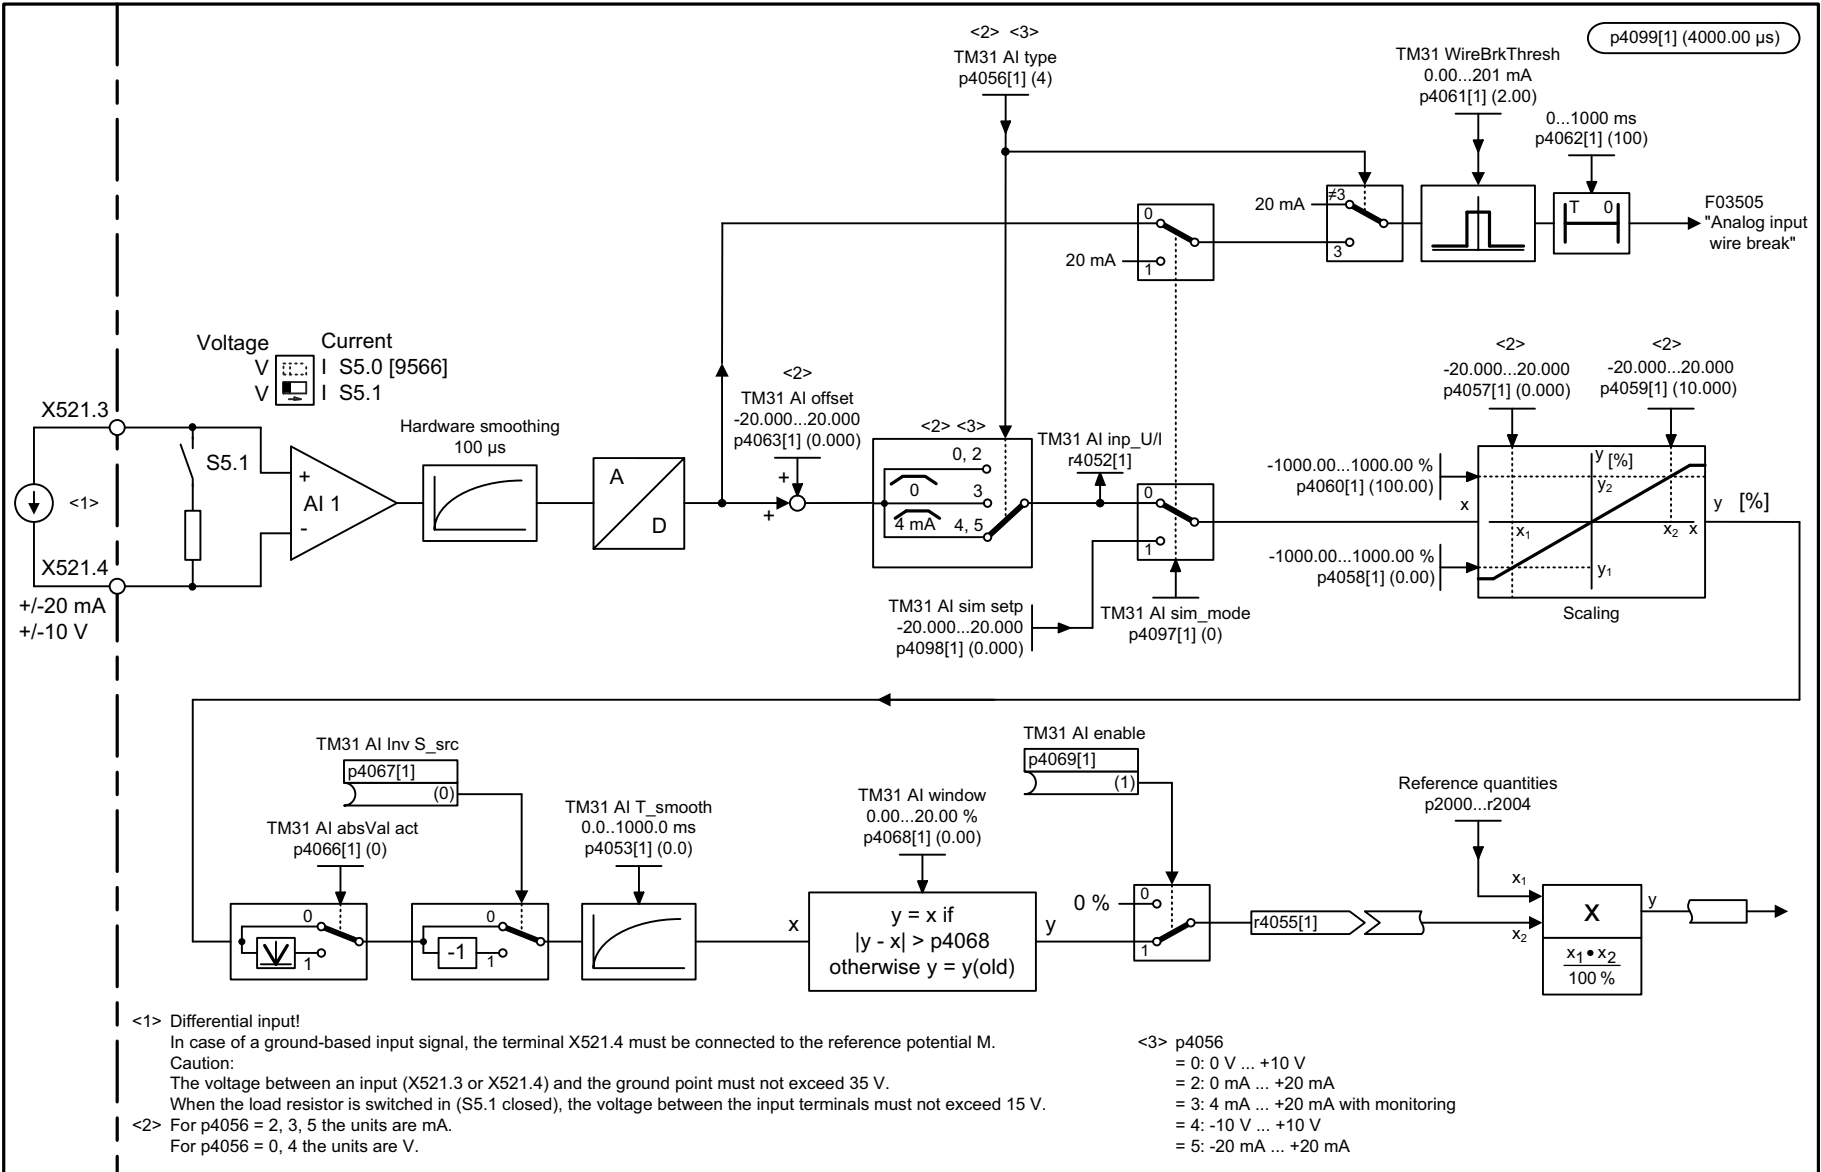 p4099[1] (4000.00 µs)
<2> <3>
TM31 AI type
p4056[1] (4)
TM31 WireBrkThresh
0.00...201 mA
p4061[1] (2.00)
0...1000 ms
p4062[1] (100)
20 mA
≠3
3
T 0
F03505
"Analog input
wire break"
0
20 mA
1
Voltage Current
V I S5.0 [9566]
V I S5.1
X521.3
S5.1
<1>
X521.4
+/-20 mA
+/-10 V
+
AI 1
-
Hardware smoothing
100 µs
A
D
<2>
TM31 AI offset
-20.000...20.000
p4063[1] (0.000)
+
+
<2> <3>
0, 2
0 3
4 mA 4, 5
TM31 AI inp_U/I
r4052[1]
0
1
TM31 AI sim setp
-20.000...20.000
p4098[1] (0.000)
TM31 AI sim_mode
p4097[1] (0)
<2>
-20.000...20.000
p4057[1] (0.000)
<2>
-20.000...20.000
p4059[1] (10.000)
-1000.00...1000.00 %
p4060[1] (100.00)
x
-1000.00...1000.00 %
p4058[1] (0.00)
y [%]
y2
x1
x2 x
y1
Scaling
y [%]
TM31 AI Inv S_src
p4067[1]
(0)
TM31 AI absVal act
p4066[1] (0)
0
1
0
-1
1
TM31 AI T_smooth
0.0..1000.0 ms
p4053[1] (0.0)
TM31 AI window
0.00...20.00 %
p4068[1] (0.00)
x
y = x if
|y - x| > p4068
otherwise y = y(old)
y
TM31 AI enable
p4069[1]
(1)
0 %
0
1
r4055[1]
Reference quantities
p2000...r2004
x1
x2
X
x1 • x2
100 %
y
<1> Differential input!
In case of a ground-based input signal, the terminal X521.4 must be connected to the reference potential M.
Caution:
The voltage between an input (X521.3 or X521.4) and the ground point must not exceed 35 V.
When the load resistor is switched in (S5.1 closed), the voltage between the input terminals must not exceed 15 V.
<2> For p4056 = 2, 3, 5 the units are mA.
For p4056 = 0, 4 the units are V.
<3> p4056
= 0: 0 V ... +10 V
= 2: 0 mA ... +20 mA
= 3: 4 mA ... +20 mA with monitoring
= 4: -10 V ... +10 V
= 5: -20 mA ... +20 mA